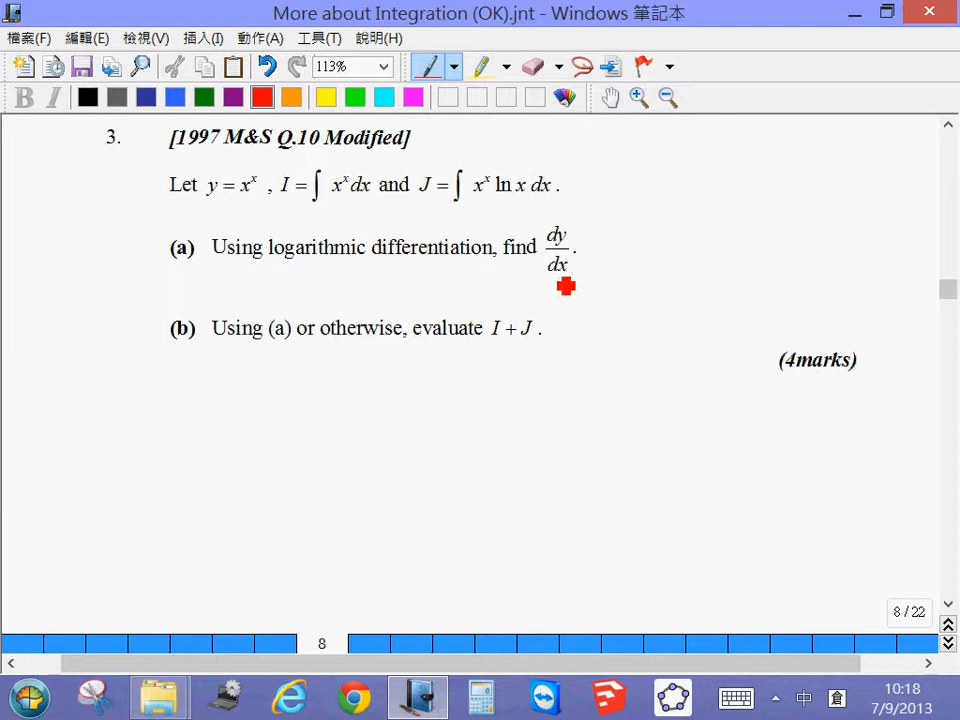 More about Integration (OK).jnt - Windows 筆記本
檔案(F) 編輯(E) 檢視(V) 插入(I) 動作(A) 工具(T) 說明(H)
113%
B I
3. [1997 M&S Q.10 Modified]
Let y = x^x , I = ∫ x^x dx and J = ∫ x^x ln x dx .
(a) Using logarithmic differentiation, find dy/dx .
(b) Using (a) or otherwise, evaluate I + J .
(4marks)
8 / 22
8
中 倉
10:18
7/9/2013